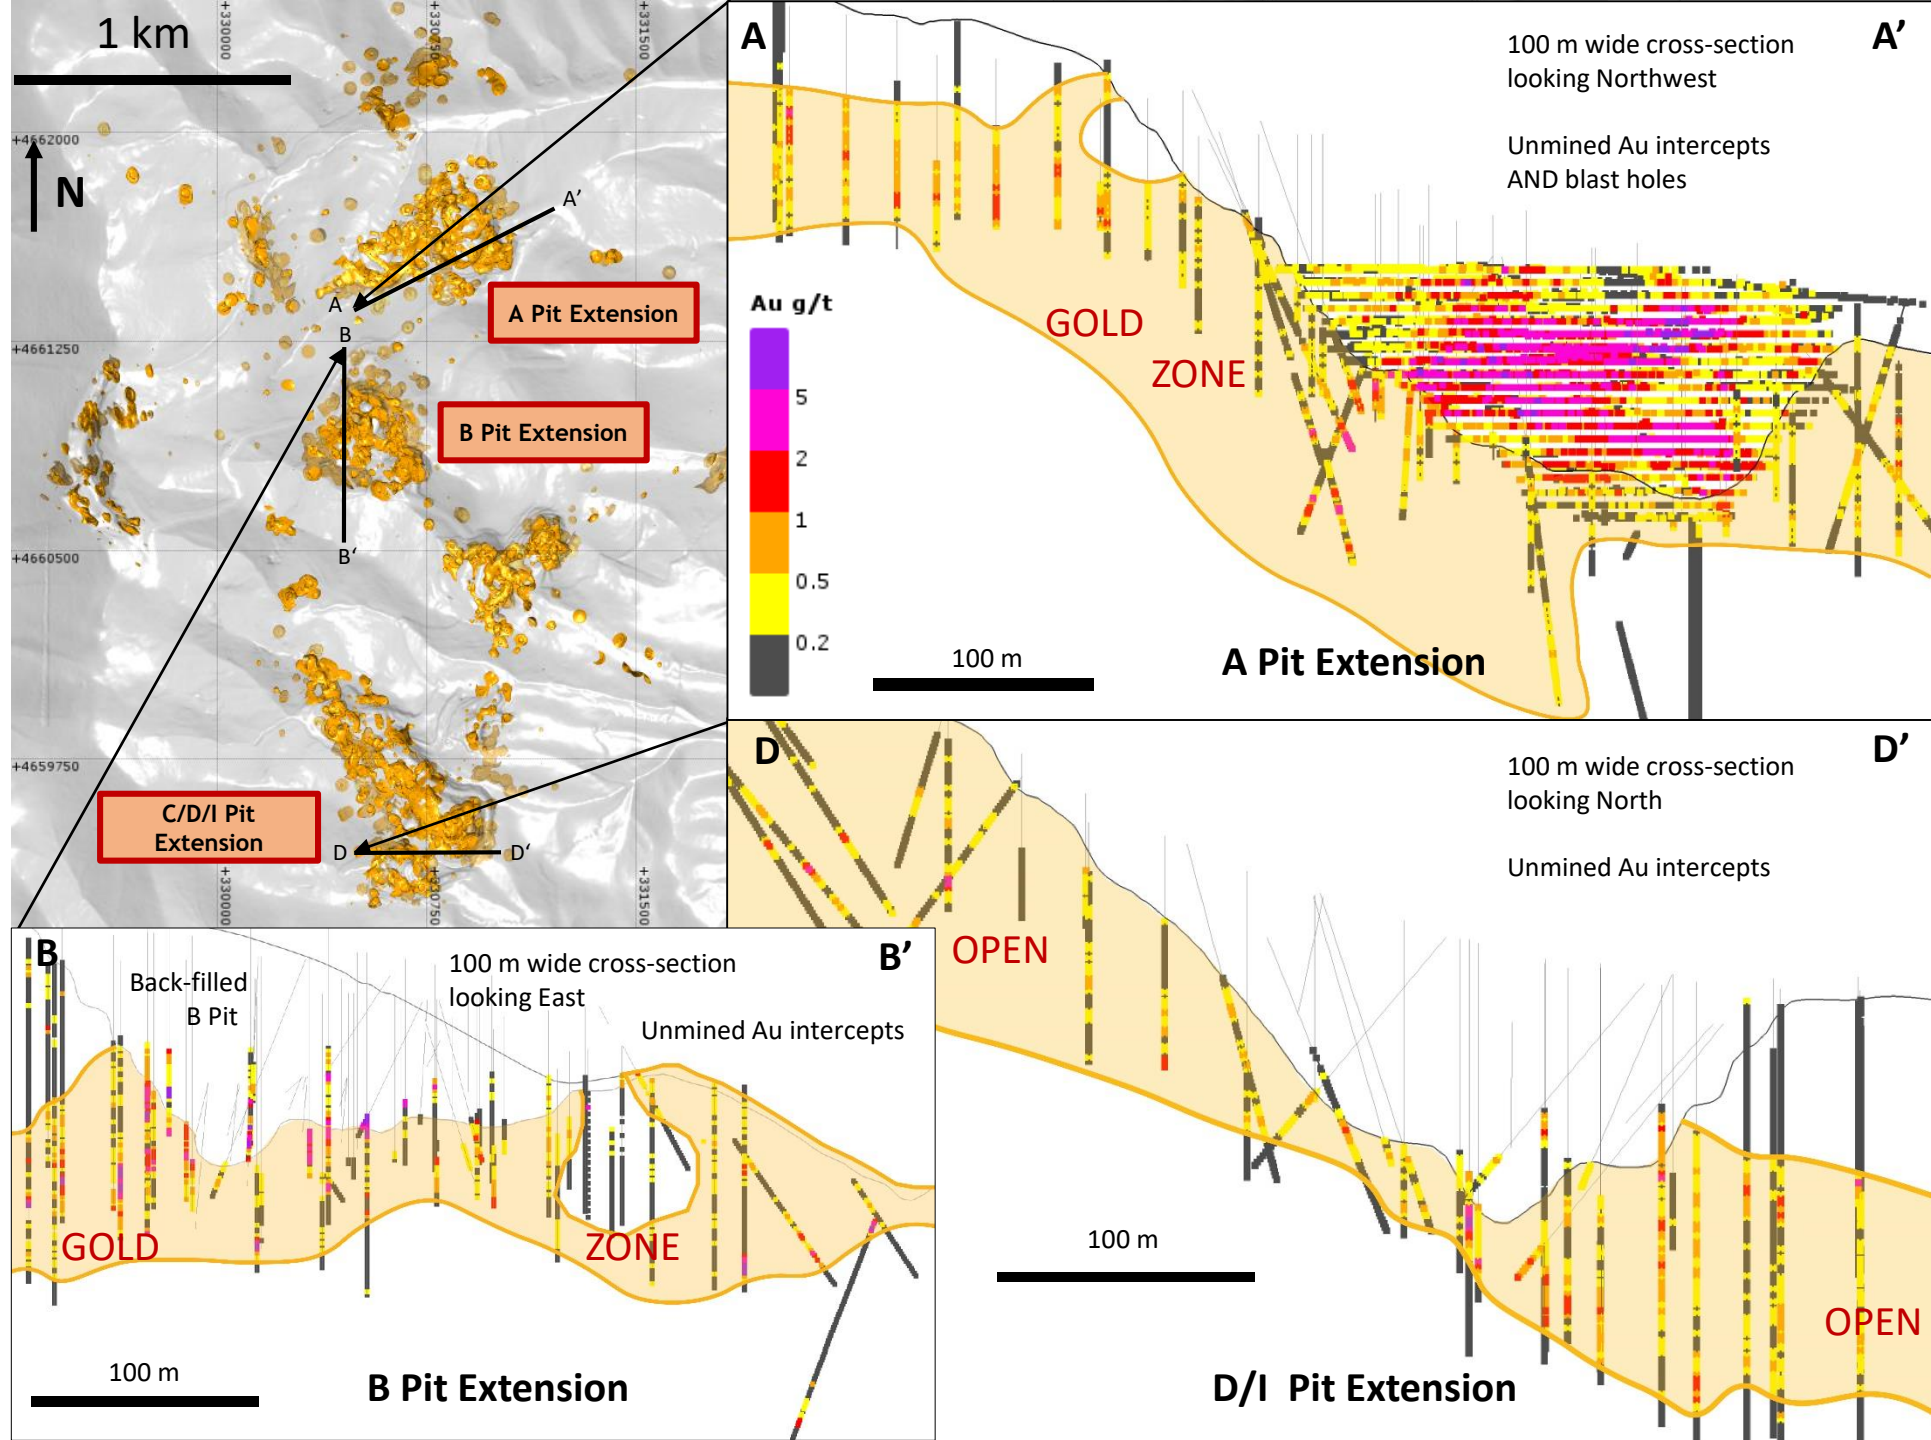 1 km
+330000
+330750
+331500
+4662000
N
A'
A
A Pit Extension
B
+4661250
B Pit Extension
B'
+4660500
+4659750
C/D/I Pit
Extension
D
D'
+330000
+330750
+331500
A
A’
100 m wide cross-section
looking Northwest
Unmined Au intercepts
AND blast holes
Au g/t
5
2
1
0.5
0.2
GOLD
ZONE
100 m
A Pit Extension
D
D’
100 m wide cross-section
looking North
Unmined Au intercepts
OPEN
100 m
OPEN
D/I Pit Extension
B
B’
Back-filled
B Pit
100 m wide cross-section
looking East
Unmined Au intercepts
GOLD
ZONE
100 m
B Pit Extension